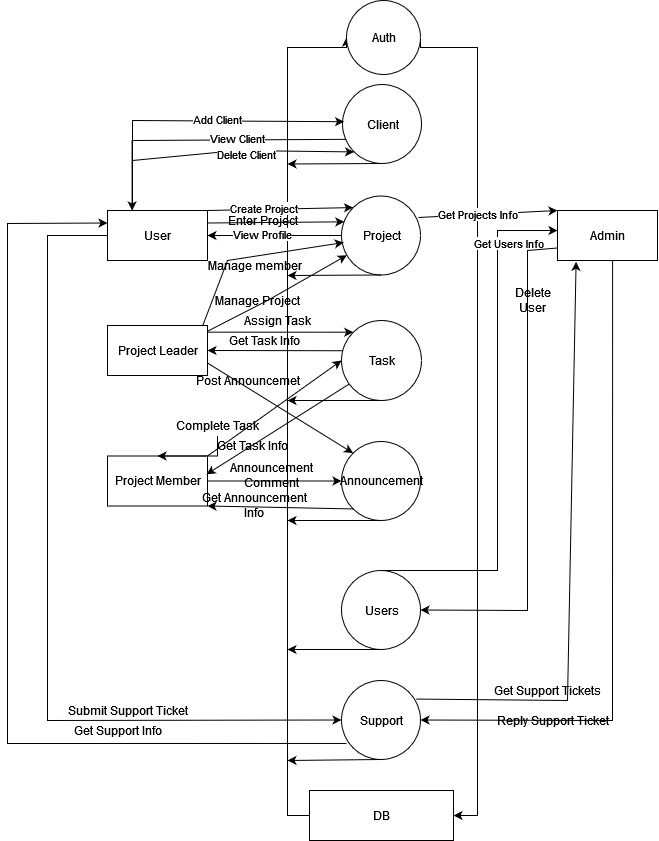 Auth
Add Client
Client
View Client
Delete Client
Create Project
Get Projects Info
Enter Project
User
View Profile
Project
Admin
Get Users Info
Manage member
Delete
User
Manage Project
Assign Task
Get Task Info
Project Leader
Task
Post Announcemet
Complete Task
Get Task Info
Announcement
Comment
Project Member
Announcement
Get Announcement
Info
Users
Get Support Tickets
Submit Support Ticket
Support
Reply Support Ticket
Get Support Info
DB